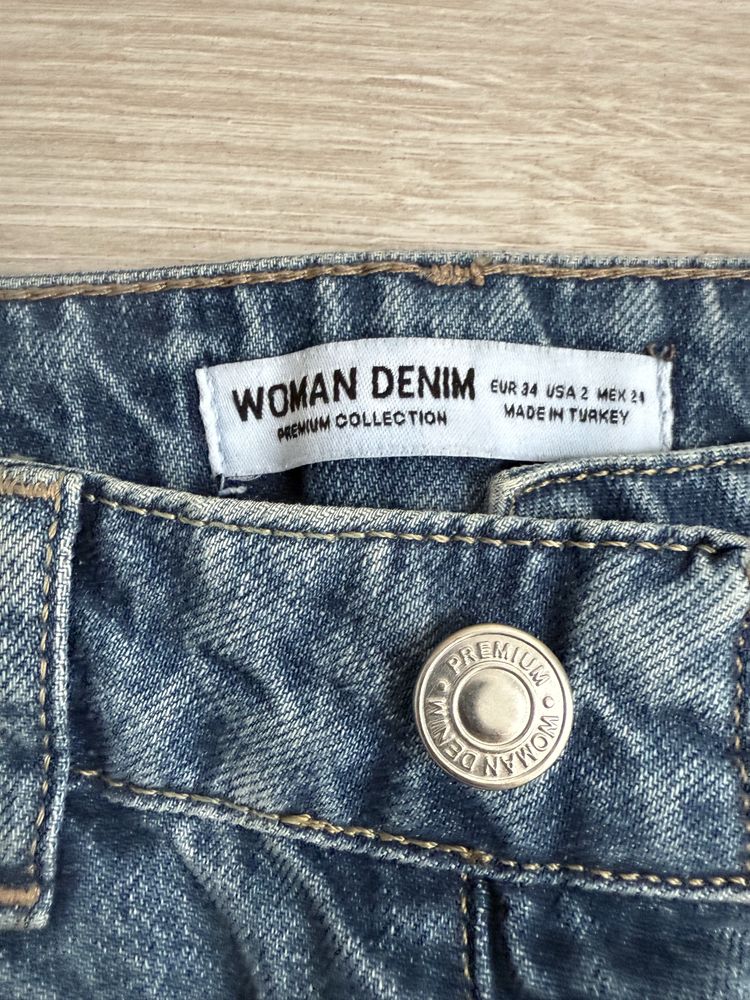 WOMAN DENIM
PREMIUM COLLECTION
EUR 34 USA 2 MEX 24
MADE IN TURKEY
• PREMIUM • WOMAN DENIM